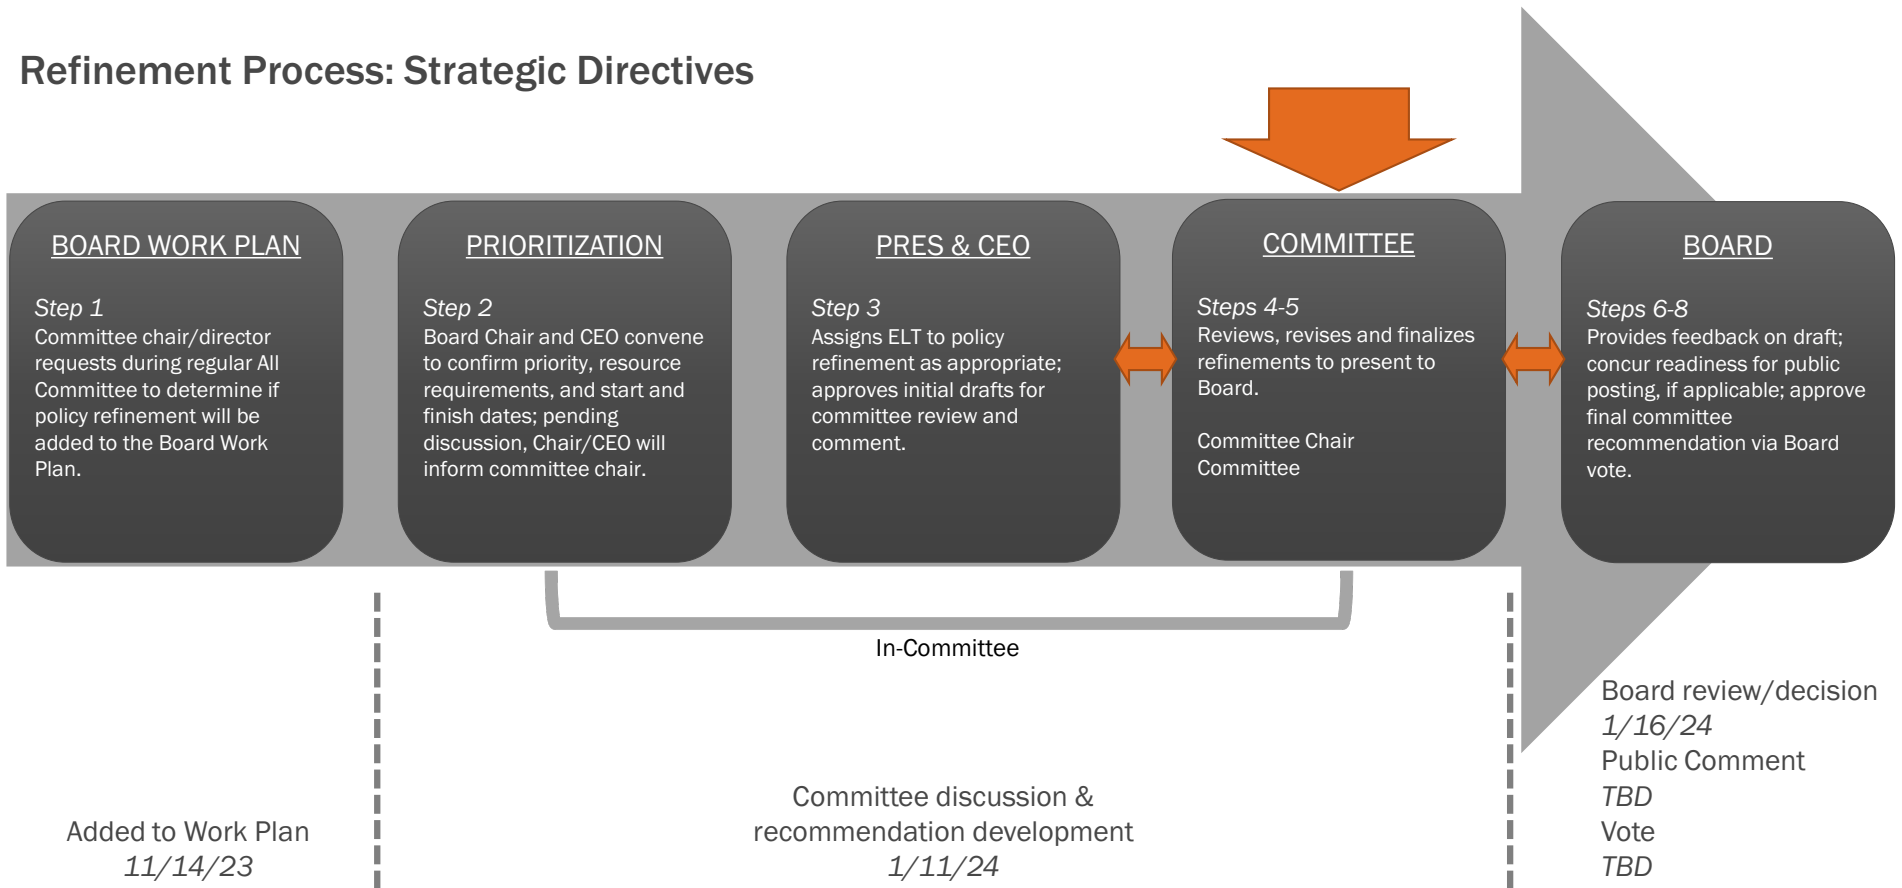 Refinement Process: Strategic Directives
BOARD WORK PLAN
Step 1
Committee chair/director
requests during regular All
Committee to determine if
policy refinement will be
added to the Board Work
Plan.
PRIORITIZATION
Step 2
Board Chair and CEO convene
to confirm priority, resource
requirements, and start and
finish dates; pending
discussion, Chair/CEO will
inform committee chair.
PRES & CEO
Step 3
Assigns ELT to policy
refinement as appropriate;
approves initial drafts for
committee review and
comment.
COMMITTEE
Steps 4-5
Reviews, revises and finalizes
refinements to present to
Board.
Committee Chair
Committee
BOARD
Steps 6-8
Provides feedback on draft;
concur readiness for public
posting, if applicable; approve
final committee
recommendation via Board
vote.
In-Committee
Added to Work Plan
11/14/23
Committee discussion &
recommendation development
1/11/24
Board review/decision
1/16/24
Public Comment
TBD
Vote
TBD